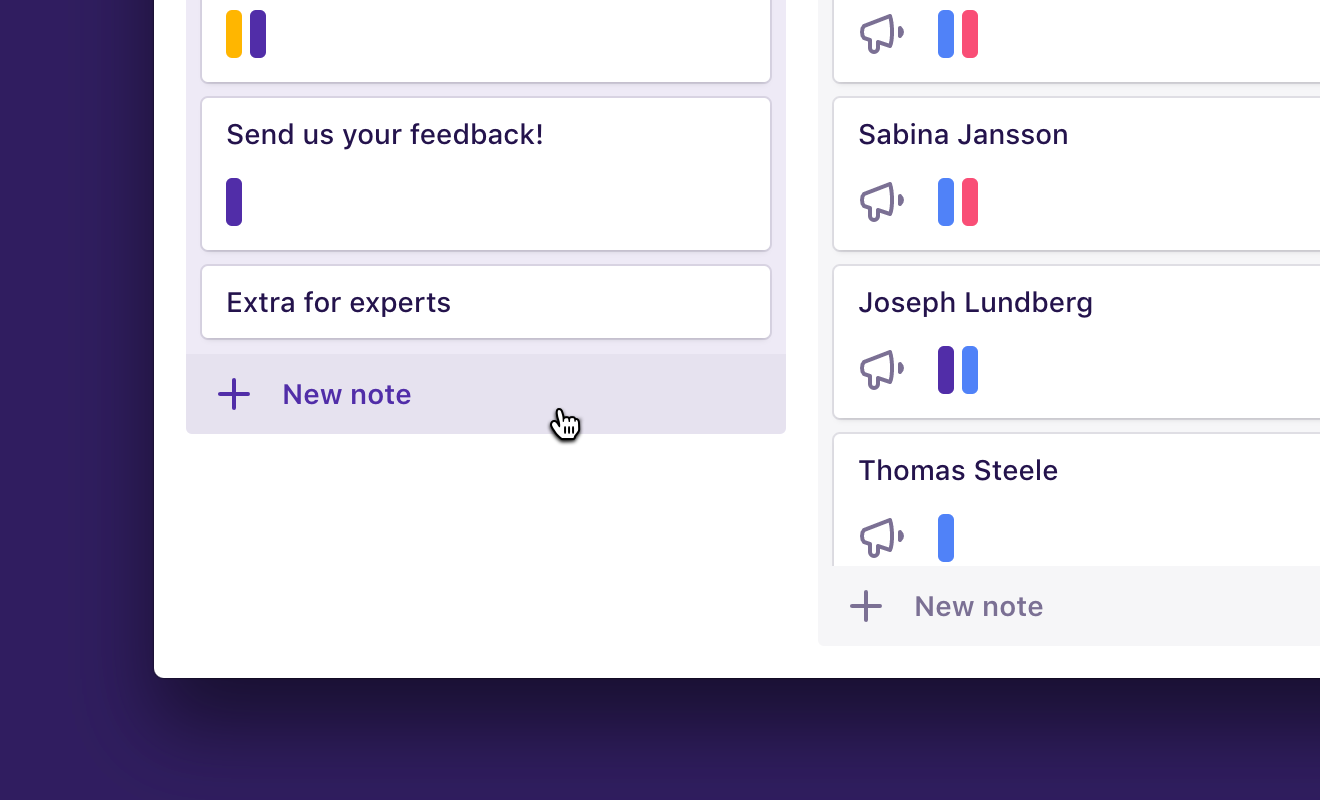 Send us your feedback!
Extra for experts
New note
Sabina Jansson
Joseph Lundberg
Thomas Steele
New note